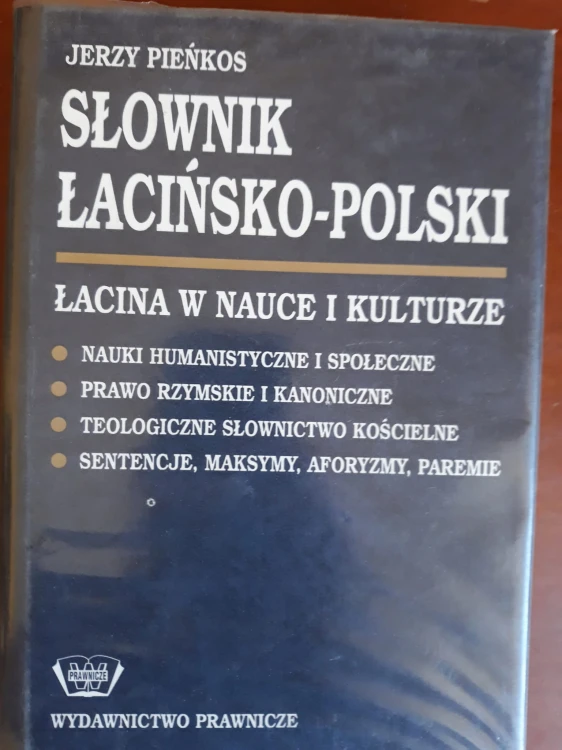 JERZY PIEŃKOS
SŁOWNIK
ŁACIŃSKO-POLSKI
ŁACINA W NAUCE I KULTURZE
NAUKI HUMANISTYCZNE I SPOŁECZNE
PRAWO RZYMSKIE I KANONICZNE
TEOLOGICZNE SŁOWNICTWO KOŚCIELNE
SENTENCJE, MAKSYMY, AFORYZMY, PAREMIE
W
PRAWNICZE
WYDAWNICTWO PRAWNICZE